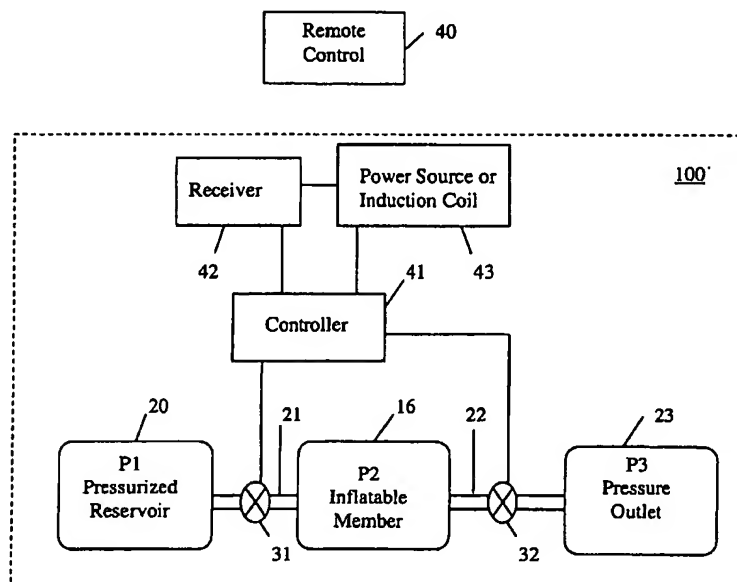 Remote
Control
40
100'
Receiver
Power Source or
Induction Coil
42
41
43
Controller
20
21
16
22
23
P1
Pressurized
Reservoir
P2
Inflatable
Member
P3
Pressure
Outlet
31
32